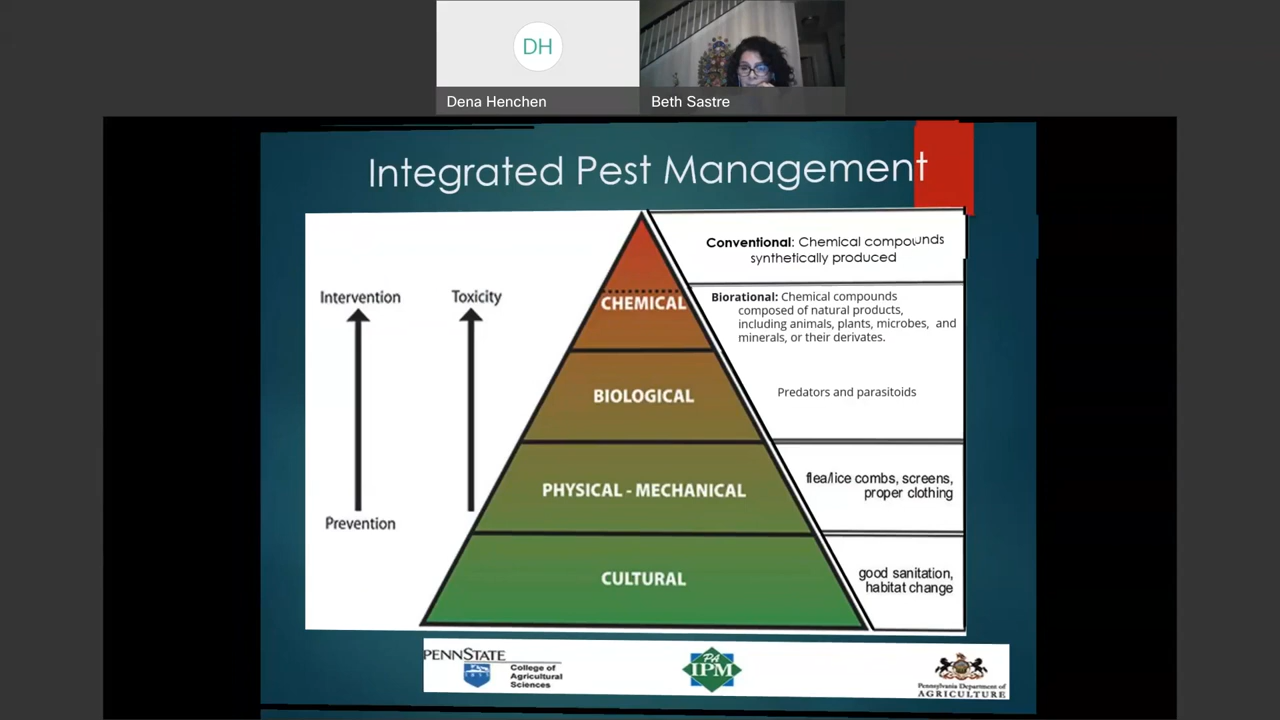 DH
Dena Henchen
Beth Sastre
Integrated Pest Management
Conventional: Chemical compounds
synthetically produced
Intervention
Toxicity
CHEMICAL
Biorational: Chemical compounds
composed of natural products,
including animals, plants, microbes, and
minerals, or their derivates.
BIOLOGICAL
Predators and parasitoids
PHYSICAL - MECHANICAL
flea/lice combs, screens,
proper clothing
Prevention
CULTURAL
good sanitation,
habitat change
PENNSTATE
1855
College of
Agricultural
Sciences
PA
IPM
Pennsylvania Department of
AGRICULTURE